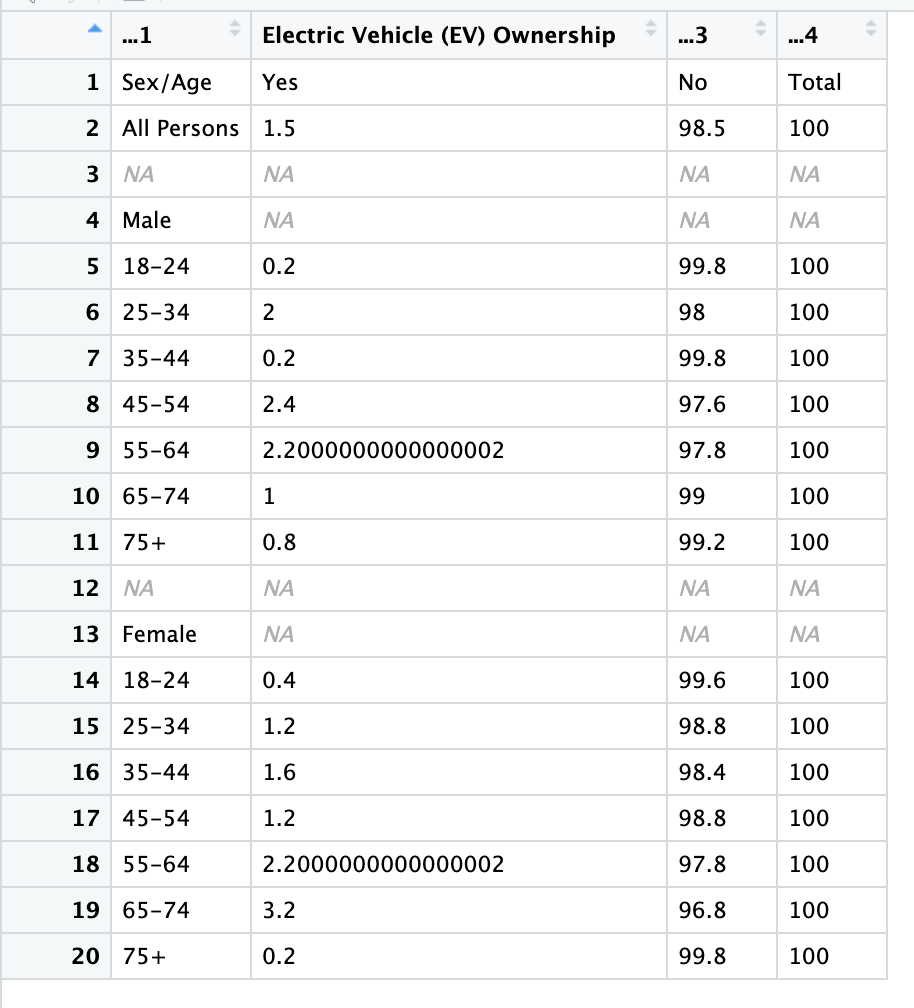 ...1 Electric Vehicle (EV) Ownership ...3 ...4
1 Sex/Age Yes No Total
2 All Persons 1.5 98.5 100
3 NA NA NA NA
4 Male NA NA NA
5 18–24 0.2 99.8 100
6 25–34 2 98 100
7 35–44 0.2 99.8 100
8 45–54 2.4 97.6 100
9 55–64 2.2000000000000002 97.8 100
10 65–74 1 99 100
11 75+ 0.8 99.2 100
12 NA NA NA NA
13 Female NA NA NA
14 18–24 0.4 99.6 100
15 25–34 1.2 98.8 100
16 35–44 1.6 98.4 100
17 45–54 1.2 98.8 100
18 55–64 2.2000000000000002 97.8 100
19 65–74 3.2 96.8 100
20 75+ 0.2 99.8 100